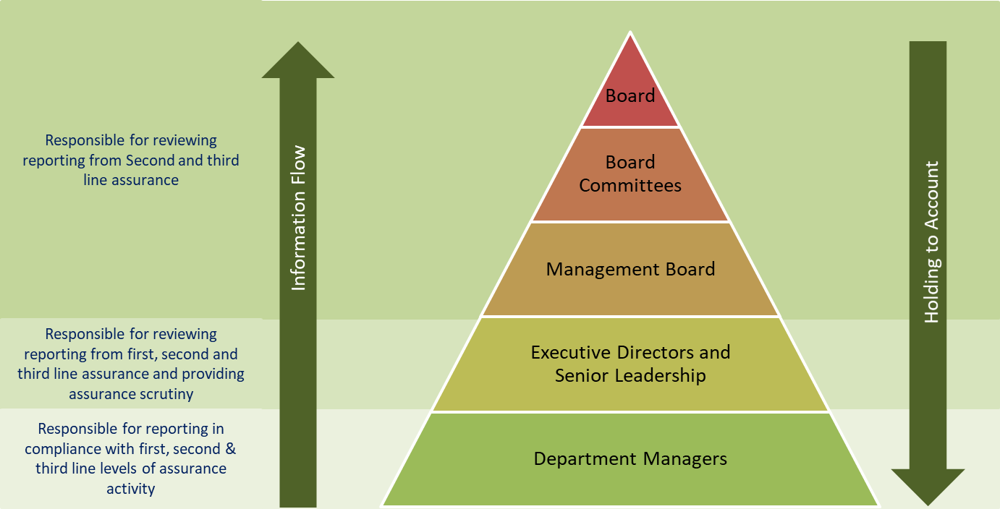 Responsible for reviewing
reporting from Second and third
line assurance
Responsible for reviewing
reporting from first, second and
third line assurance and providing
assurance scrutiny
Responsible for reporting in
compliance with first, second &
third line levels of assurance
activity
Information Flow
Board
Board
Committees
Management Board
Executive Directors and
Senior Leadership
Department Managers
Holding to Account